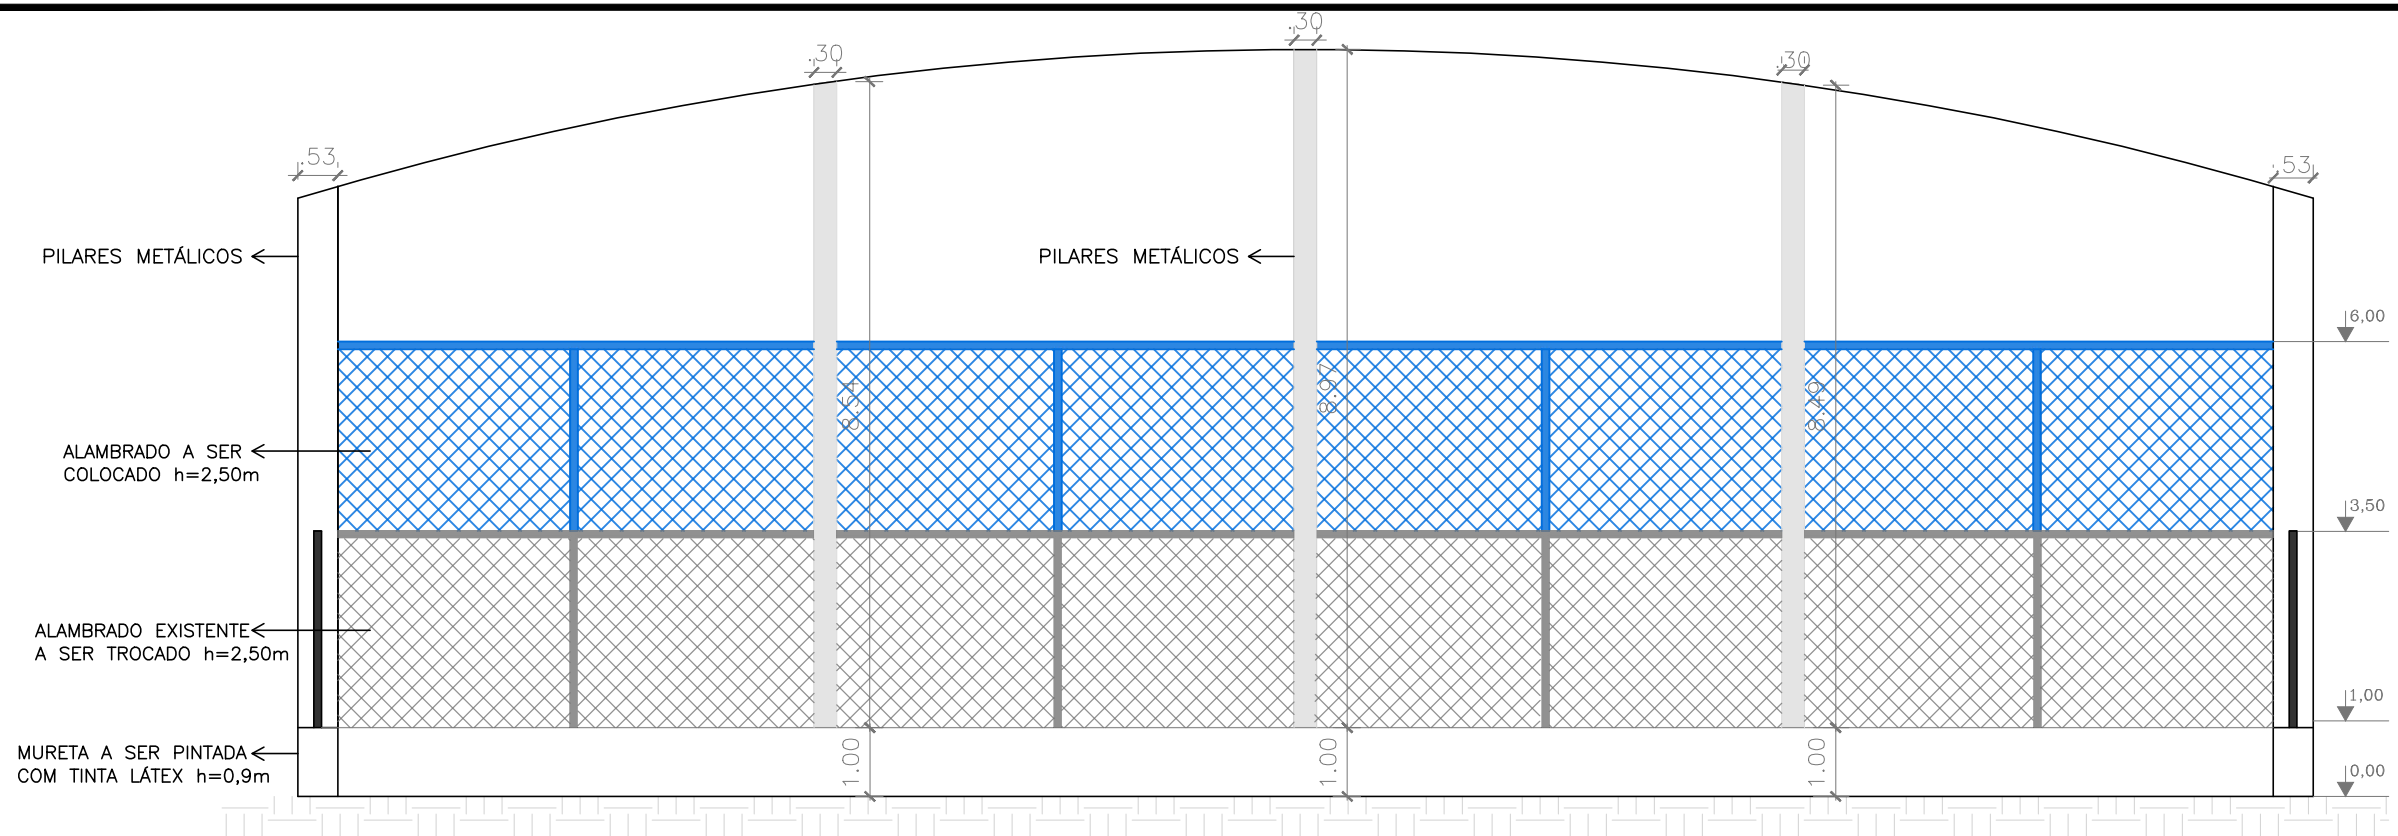 .30
.30
.30
.53
.53
PILARES METÁLICOS
PILARES METÁLICOS
6,00
8.54
8.97
8.49
ALAMBRADO A SER
COLOCADO h=2,50m
3,50
ALAMBRADO EXISTENTE
A SER TROCADO h=2,50m
1,00
MURETA A SER PINTADA
COM TINTA LÁTEX h=0,9m
1.00
1.00
1.00
0,00